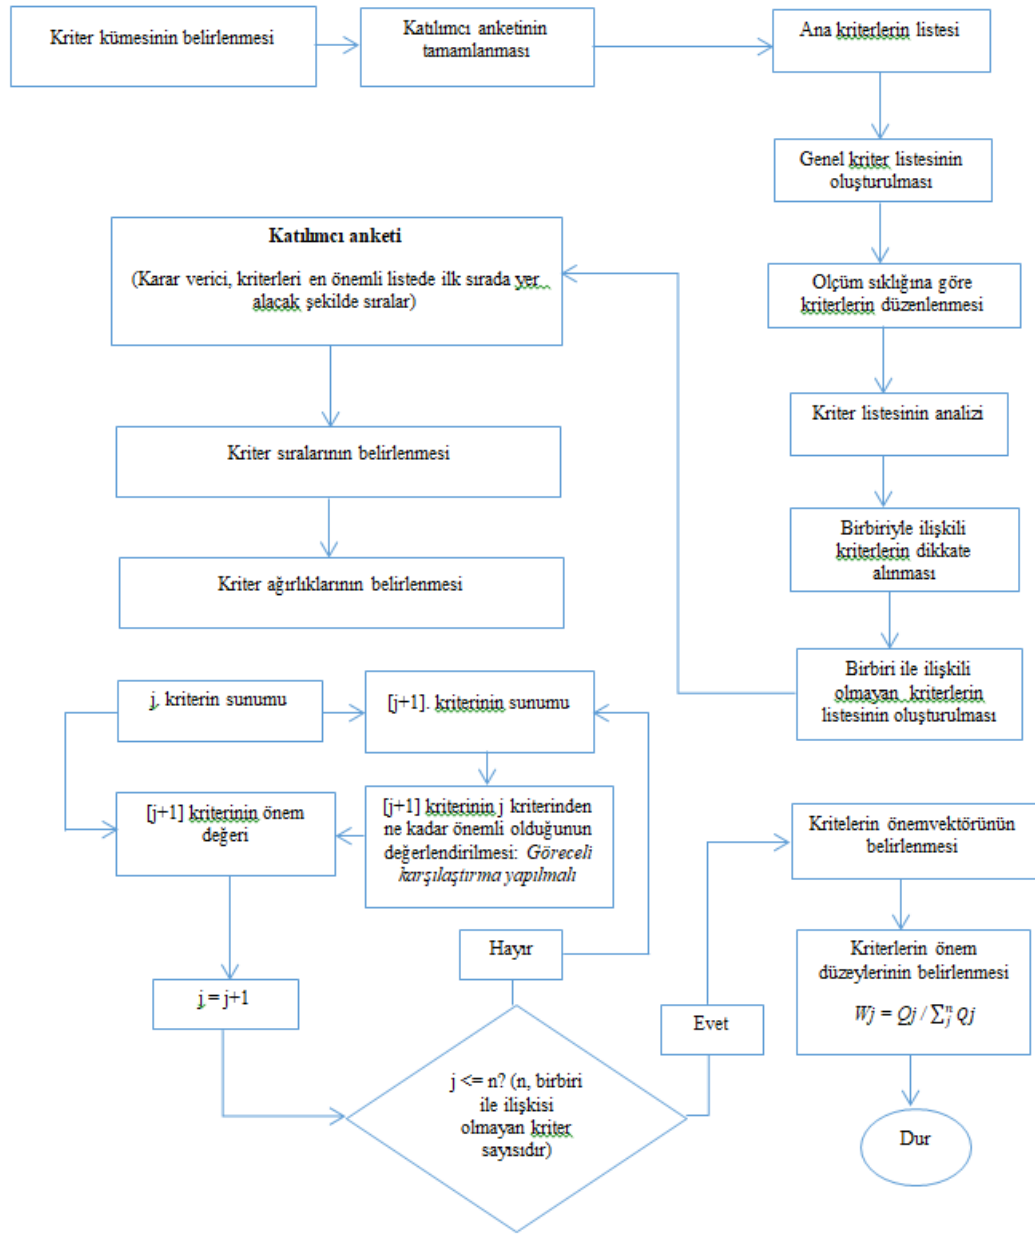 Kriter kümesinin belirlenmesi
Katılımcı anketinin
tamamlanması
Ana kriterlerin listesi
Genel kriter listesinin
oluşturulması
Olçüm sıklığına göre
kriterlerin düzenlenmesi
Kriter listesinin analizi
Birbiriyle ilişkili
kriterlerin dikkate
alınması
Birbiri ile ilişkili
olmayan kriterlerin
listesinin oluşturulması
Katılımcı anketi
(Karar verici, kriterleri en önemli listede ilk sırada yer
alacak şekilde sıralar)
Kriter sıralarının belirlenmesi
Kriter ağırlıklarının belirlenmesi
j. kriterin sunumu
[j+1]. kriterinin sunumu
[j+1] kriterinin j kriterinden
ne kadar önemli olduğunun
değerlendirilmesi: Göreceli
karşılaştırma yapılmalı
[j+1] kriterinin önem
değeri
j = j+1
Hayır
j <= n? (n, birbiri
ile ilişkisi
olmayan kriter
sayısıdır)
Evet
Kritelerin önemvektörünün
belirlenmesi
Kriterlerin önem
düzeylerinin belirlenmesi
Wj = Qj / ∑ⁿⱼ Qj
Dur